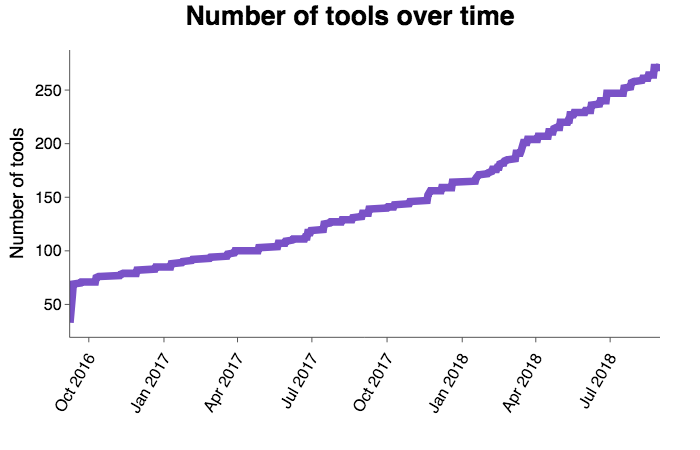 Number of tools over time
Number of tools
250
200
150
100
50
Oct 2016
Jan 2017
Apr 2017
Jul 2017
Oct 2017
Jan 2018
Apr 2018
Jul 2018